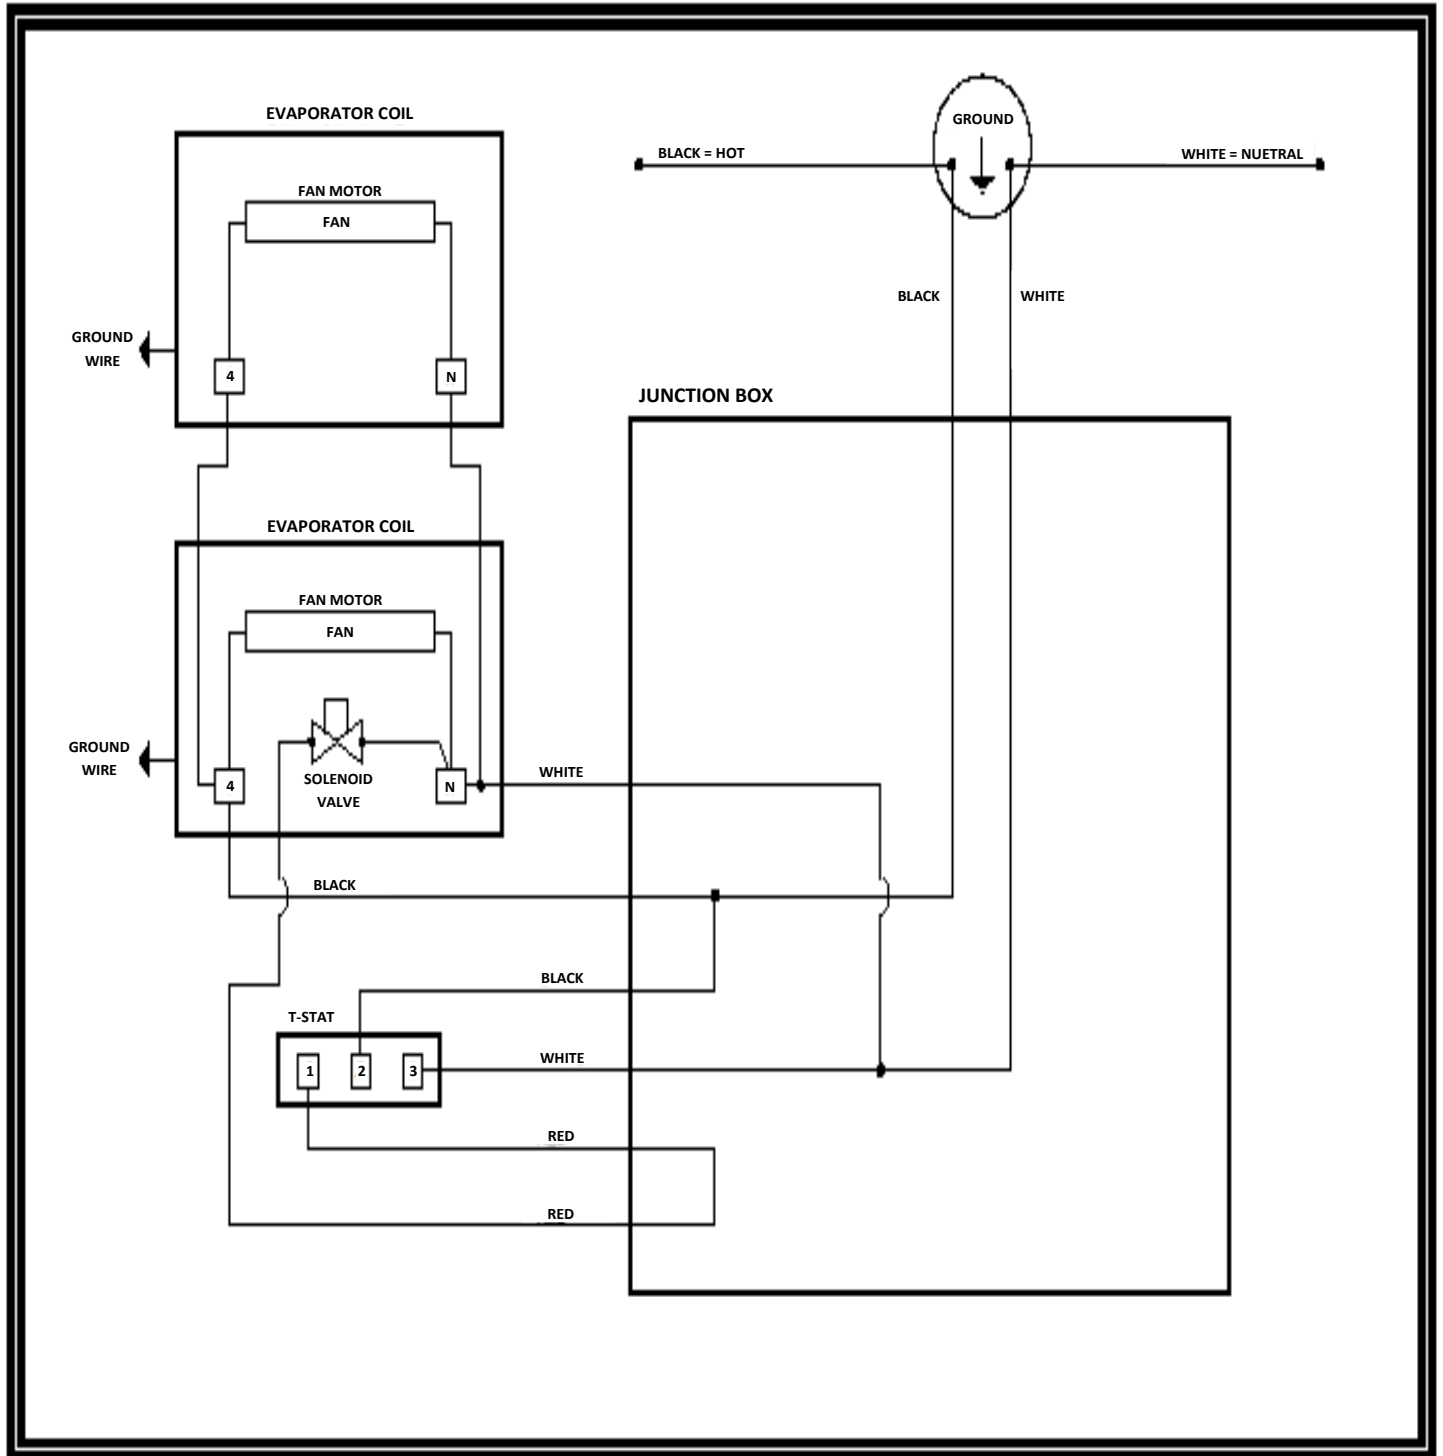 EVAPORATOR COIL
GROUND
BLACK = HOT
WHITE = NUETRAL
FAN MOTOR
FAN
BLACK
WHITE
GROUND
WIRE
4
N
JUNCTION BOX
EVAPORATOR COIL
FAN MOTOR
FAN
GROUND
WIRE
4
SOLENOID
VALVE
N
WHITE
BLACK
BLACK
T-STAT
1
2
3
WHITE
RED
RED